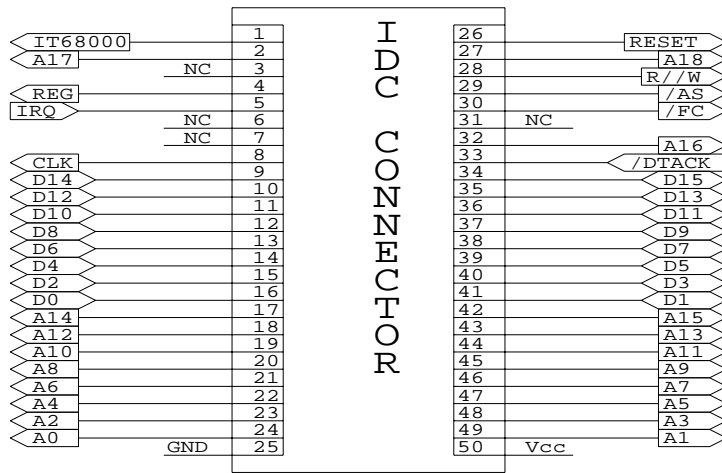 IDC CONNECTOR
IT68000 1 26 RESET
A17 2 27 A18
NC 3 28 R//W
REG 4 29 /AS
IRQ 5 30 /FC
NC 6 31 NC
NC 7 32 A16
CLK 8 33 /DTACK
D14 9 34 D15
D12 10 35 D13
D10 11 36 D11
D8 12 37 D9
D6 13 38 D7
D4 14 39 D5
D2 15 40 D3
D0 16 41 D1
A14 17 42 A15
A12 18 43 A13
A10 19 44 A11
A8 20 45 A9
A6 21 46 A7
A4 22 47 A5
A2 23 48 A3
A0 24 49 A1
GND 25 50 Vcc